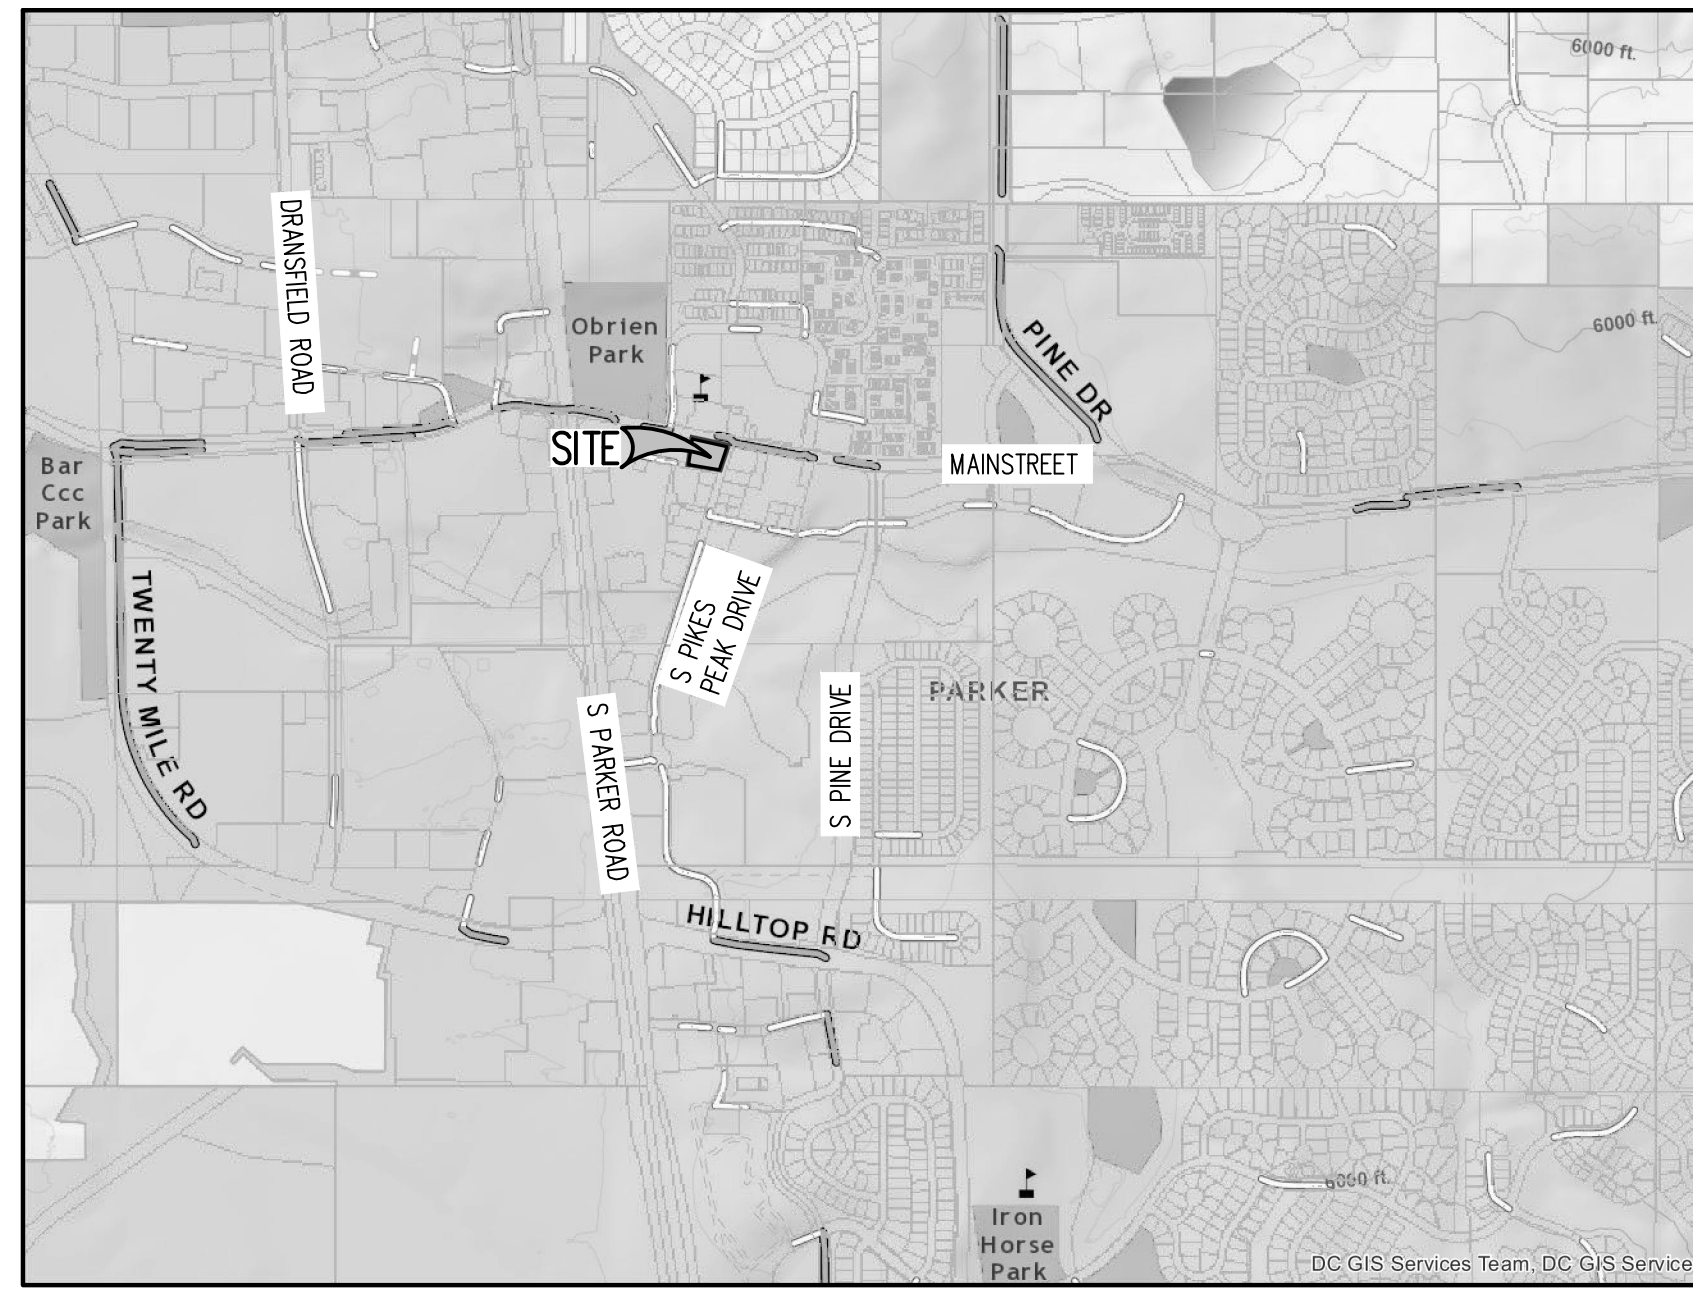 6000 ft.
DRANSFIELD ROAD
Obrien
Park
6000 ft.
PINE DR
SITE
MAINSTREET
Bar
Ccc
Park
TWENTY MILE RD
S PIKES
PEAK DRIVE
S PARKER ROAD
S PINE DRIVE
PARKER
HILLTOP RD
6000 ft.
Iron
Horse
Park
DC GIS Services Team, DC GIS Service